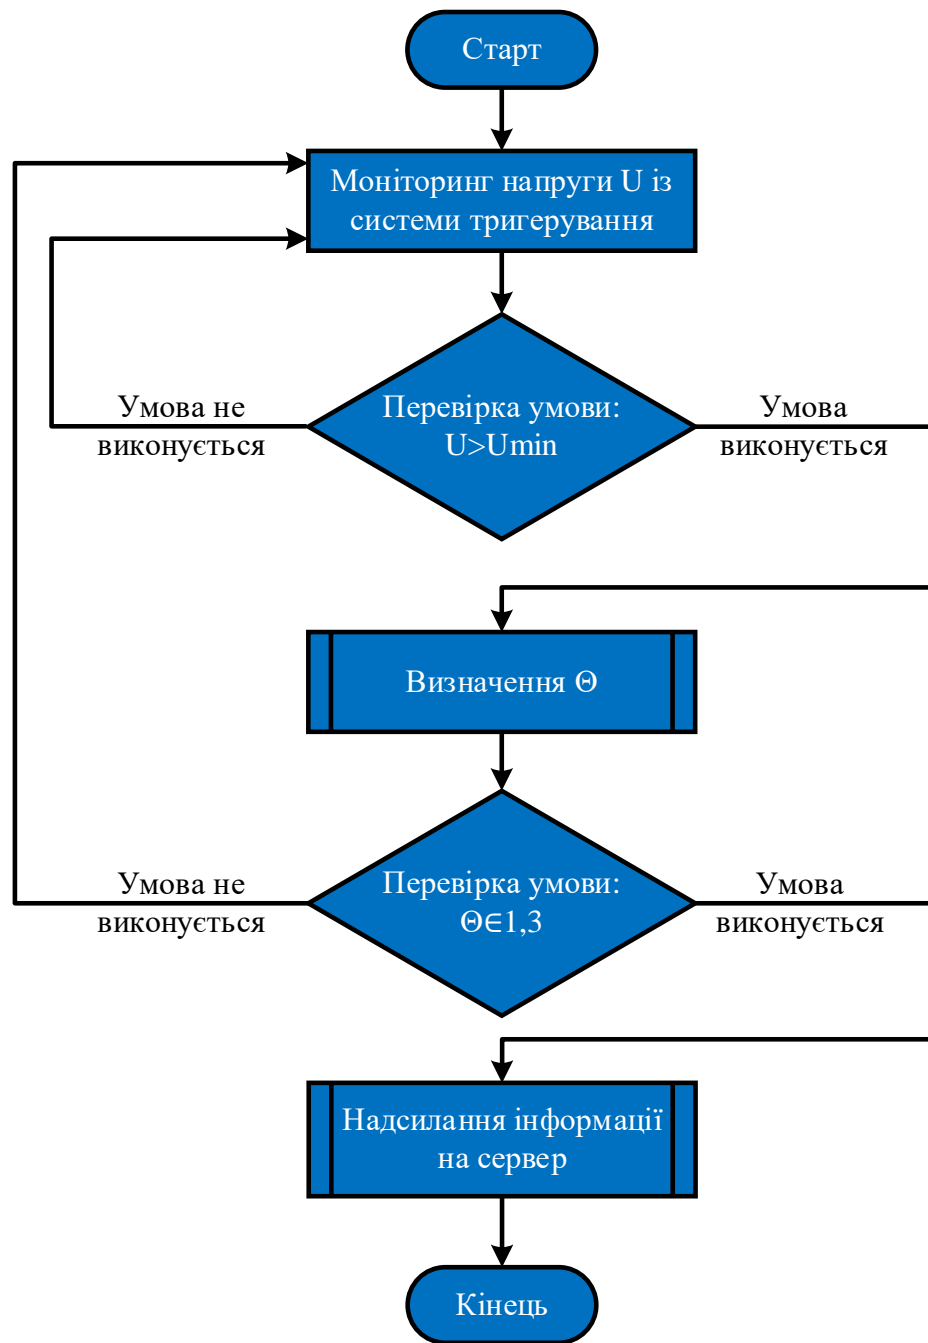 Старт
Моніторинг напруги U із
системи тригерування
Умова не
виконується
Перевірка умови:
U>Umin
Умова
виконується
Визначення Θ
Умова не
виконується
Перевірка умови:
Θ∈1,3
Умова
виконується
Надсилання інформації
на сервер
Кінець